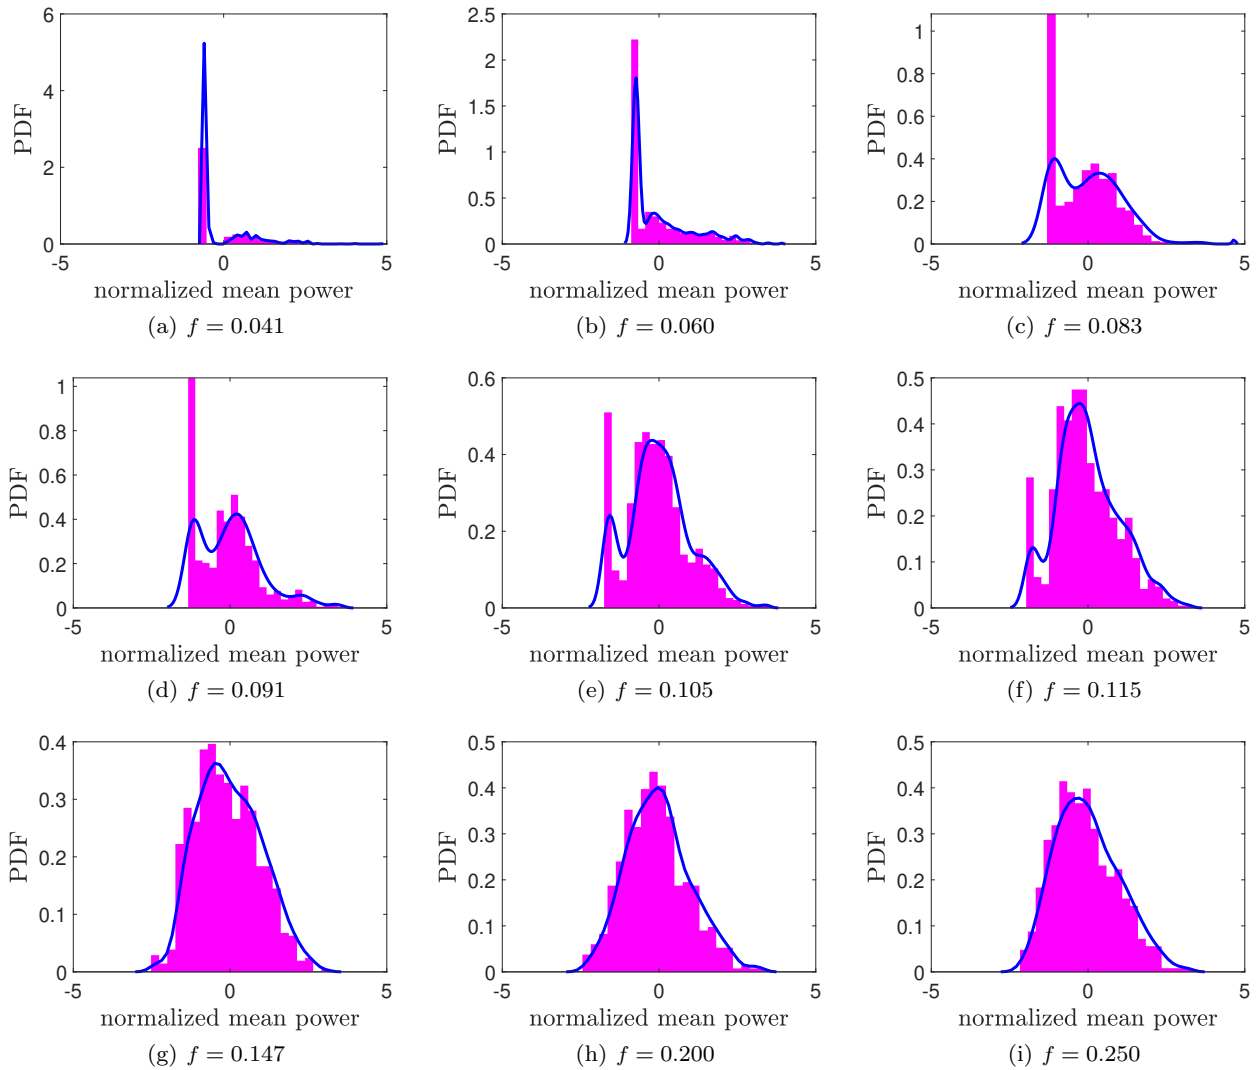 6
4
2
0
-5 0 5
PDF
normalized mean power
(a) f = 0.041
2.5
2
1.5
1
0.5
0
-5 0 5
PDF
normalized mean power
(b) f = 0.060
1
0.8
0.6
0.4
0.2
0
-5 0 5
PDF
normalized mean power
(c) f = 0.083
1
0.8
0.6
0.4
0.2
0
-5 0 5
PDF
normalized mean power
(d) f = 0.091
0.6
0.4
0.2
0
-5 0 5
PDF
normalized mean power
(e) f = 0.105
0.5
0.4
0.3
0.2
0.1
0
-5 0 5
PDF
normalized mean power
(f) f = 0.115
0.4
0.3
0.2
0.1
0
-5 0 5
PDF
normalized mean power
(g) f = 0.147
0.5
0.4
0.3
0.2
0.1
0
-5 0 5
PDF
normalized mean power
(h) f = 0.200
0.5
0.4
0.3
0.2
0.1
0
-5 0 5
PDF
normalized mean power
(i) f = 0.250